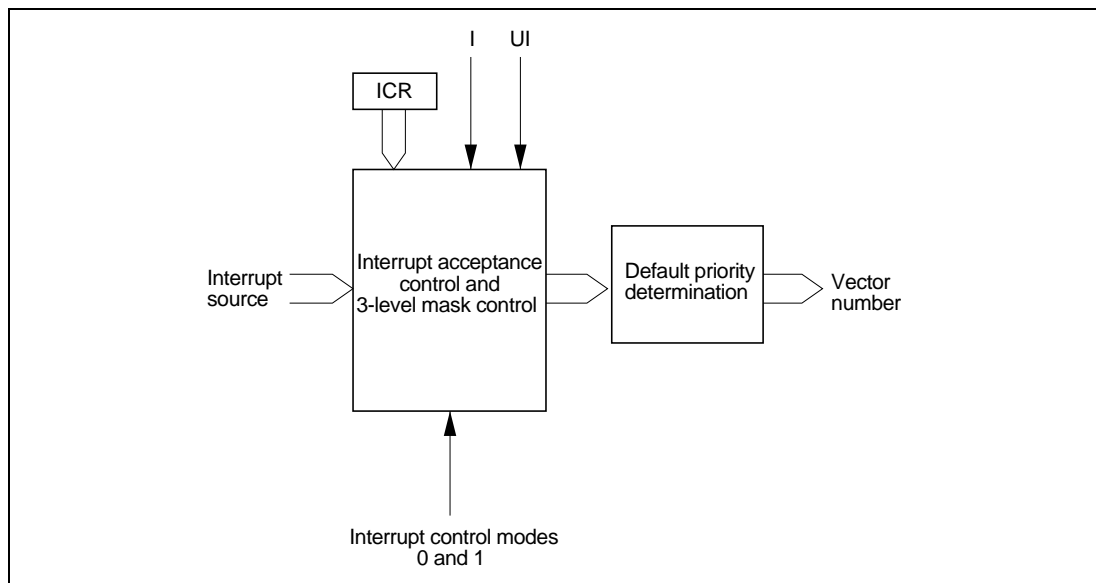 I UI
ICR
Interrupt acceptance
control and
3-level mask control
Interrupt
source
Default priority
determination
Vector
number
Interrupt control modes
0 and 1